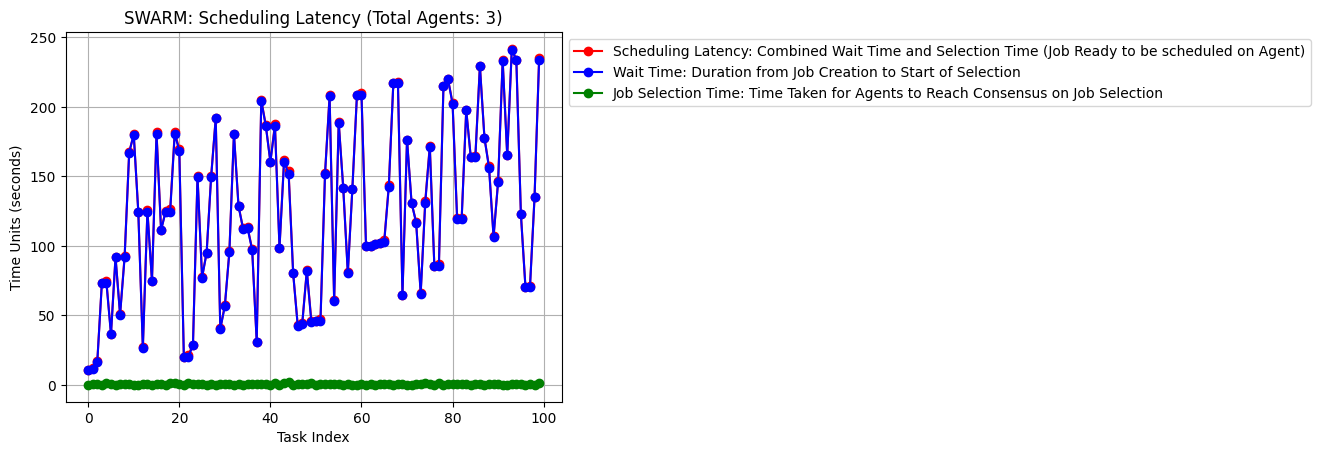 SWARM: Scheduling Latency (Total Agents: 3)
250
200
150
100
50
0
Time Units (seconds)
0 20 40 60 80 100
Task Index
Scheduling Latency: Combined Wait Time and Selection Time (Job Ready to be scheduled on Agent)
Wait Time: Duration from Job Creation to Start of Selection
Job Selection Time: Time Taken for Agents to Reach Consensus on Job Selection